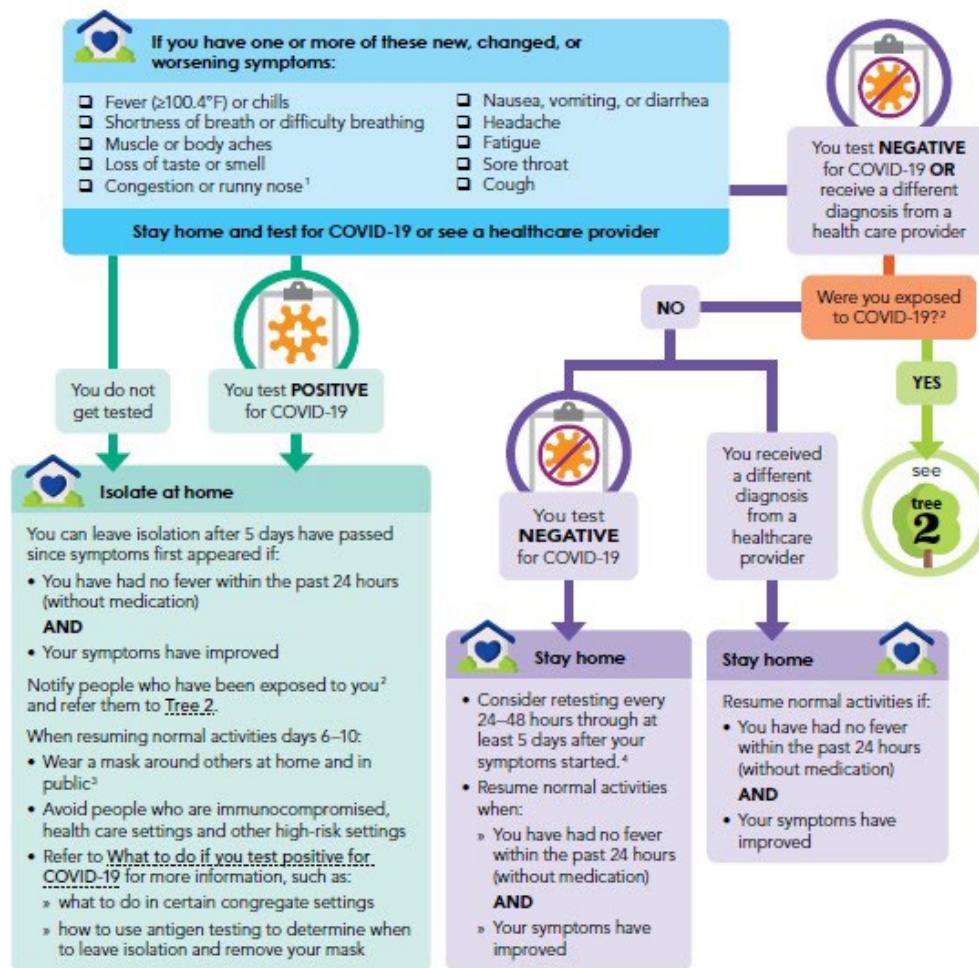 If you have one or more of these new, changed, or
worsening symptoms:
❑ Fever (≥100.4°F) or chills
❑ Shortness of breath or difficulty breathing
❑ Muscle or body aches
❑ Loss of taste or smell
❑ Congestion or runny nose¹
❑ Nausea, vomiting, or diarrhea
❑ Headache
❑ Fatigue
❑ Sore throat
❑ Cough
Stay home and test for COVID-19 or see a healthcare provider
You test NEGATIVE
for COVID-19 OR
receive a different
diagnosis from a
health care provider
Were you exposed
to COVID-19?²
NO
YES
see
tree
2
You do not
get tested
You test POSITIVE
for COVID-19
Isolate at home
You can leave isolation after 5 days have passed
since symptoms first appeared if:
• You have had no fever within the past 24 hours
(without medication)
AND
• Your symptoms have improved
Notify people who have been exposed to you²
and refer them to Tree 2.
When resuming normal activities days 6–10:
• Wear a mask around others at home and in
public³
• Avoid people who are immunocompromised,
health care settings and other high-risk settings
• Refer to What to do if you test positive for
COVID-19 for more information, such as:
» what to do in certain congregate settings
» how to use antigen testing to determine when
to leave isolation and remove your mask
You test
NEGATIVE
for COVID-19
Stay home
• Consider retesting every
24–48 hours through at
least 5 days after your
symptoms started.⁴
• Resume normal activities
when:
» You have had no fever
within the past 24 hours
(without medication)
AND
» Your symptoms have
improved
You received
a different
diagnosis
from a
healthcare
provider
Stay home
Resume normal activities if:
• You have had no fever
within the past 24 hours
(without medication)
AND
• Your symptoms have
improved